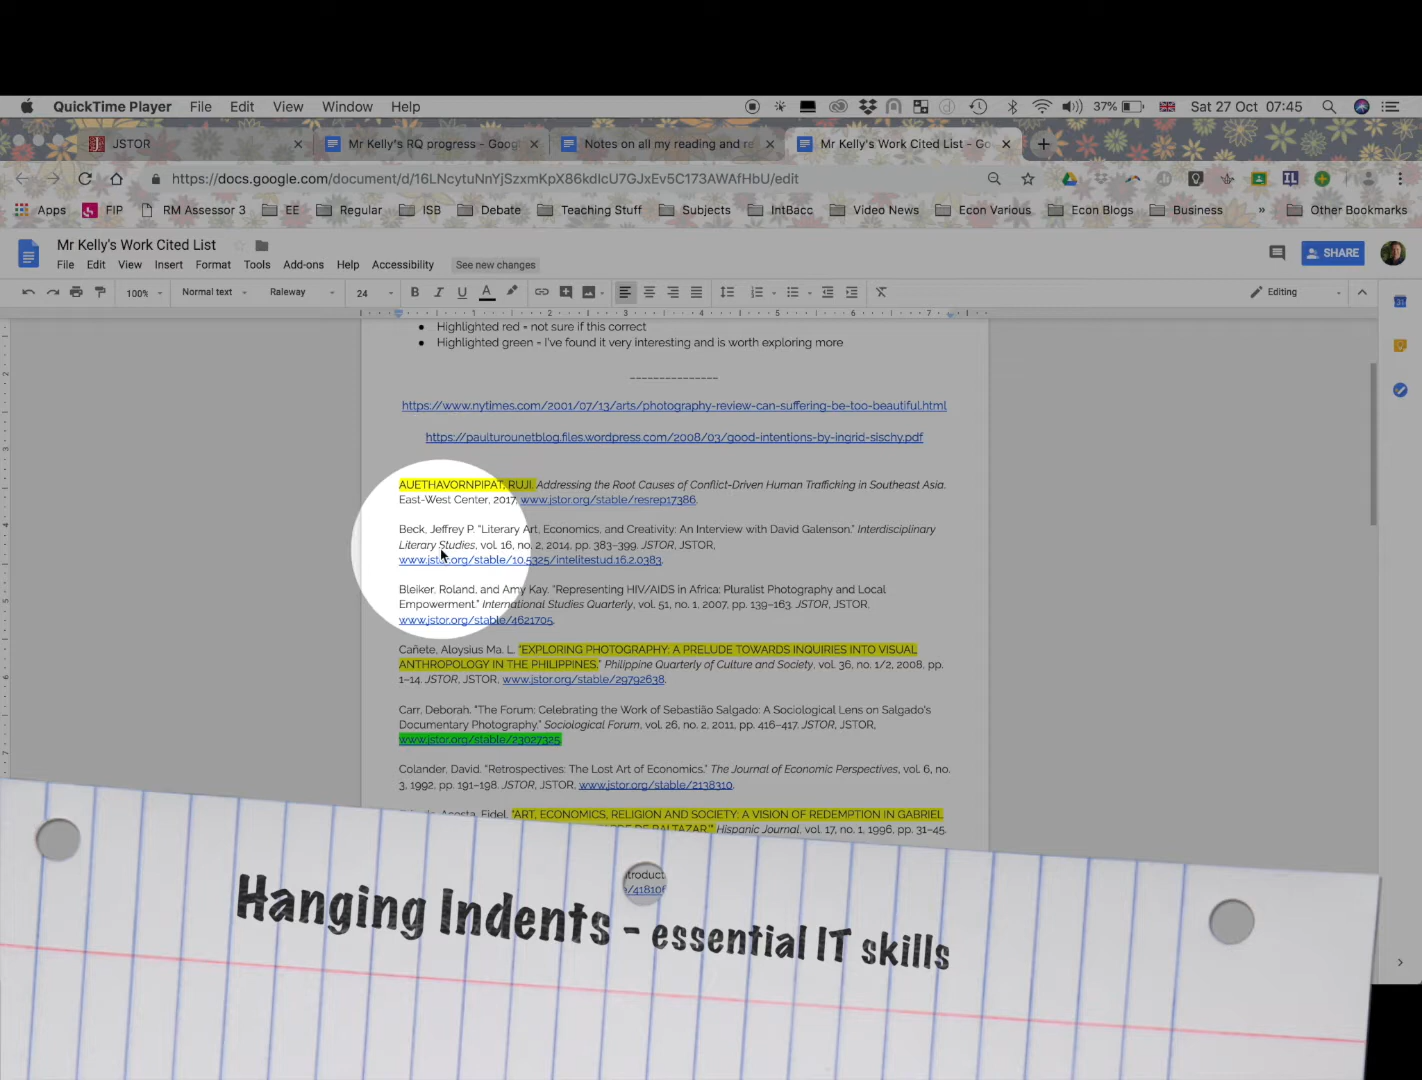 QuickTime Player File Edit View Window Help 37% Sat 27 Oct 07:45
JSTOR Mr Kelly's RQ progress - Goog Notes on all my reading and re Mr Kelly's Work Cited List - Go
https://docs.google.com/document/d/16LNcytuNnYjSzxmKpX86kdlcU7GJxEv5C173AWAfHbU/edit
Apps FIP RM Assessor 3 EE Regular ISB Debate Teaching Stuff Subjects IntBacc Video News Econ Various Econ Blogs Business » Other Bookmarks
Mr Kelly's Work Cited List
File Edit View Insert Format Tools Add-ons Help Accessibility See new changes
SHARE
100% Normal text Raleway 24 B I U A Editing
1 2 3 4 5 6 7
● Highlighted red = not sure if this correct
● Highlighted green = I've found it very interesting and is worth exploring more
_______________
https://www.nytimes.com/2001/07/13/arts/photography-review-can-suffering-be-too-beautiful.html
https://paulturounetblog.files.wordpress.com/2008/03/good-intentions-by-ingrid-sischy.pdf
AUETHAVORNPIPAT, RUJI. Addressing the Root Causes of Conflict-Driven Human Trafficking in Southeast Asia.
East-West Center, 2017, www.jstor.org/stable/resrep17386.
Beck, Jeffrey P. "Literary Art, Economics, and Creativity: An Interview with David Galenson." Interdisciplinary
Literary Studies, vol. 16, no. 2, 2014, pp. 383–399. JSTOR, JSTOR,
www.jstor.org/stable/10.5325/intelitestud.16.2.0383.
Bleiker, Roland, and Amy Kay. "Representing HIV/AIDS in Africa: Pluralist Photography and Local
Empowerment." International Studies Quarterly, vol. 51, no. 1, 2007, pp. 139–163. JSTOR, JSTOR,
www.jstor.org/stable/4621705.
Cañete, Aloysius Ma. L. "EXPLORING PHOTOGRAPHY: A PRELUDE TOWARDS INQUIRIES INTO VISUAL
ANTHROPOLOGY IN THE PHILIPPINES." Philippine Quarterly of Culture and Society, vol. 36, no. 1/2, 2008, pp.
1–14. JSTOR, JSTOR, www.jstor.org/stable/29792638.
Carr, Deborah. "The Forum: Celebrating the Work of Sebastião Salgado: A Sociological Lens on Salgado's
Documentary Photography." Sociological Forum, vol. 26, no. 2, 2011, pp. 416–417. JSTOR, JSTOR,
www.jstor.org/stable/23027325.
Colander, David. "Retrospectives: The Lost Art of Economics." The Journal of Economic Perspectives, vol. 6, no.
3, 1992, pp. 191–198. JSTOR, JSTOR, www.jstor.org/stable/2138310.
Fidel. "ART, ECONOMICS, RELIGION AND SOCIETY: A VISION OF REDEMPTION IN GABRIEL
BALTAZAR'" Hispanic Journal, vol. 17, no. 1, 1996, pp. 31–45.
troduct
/418106
Hanging Indents - essential IT skills